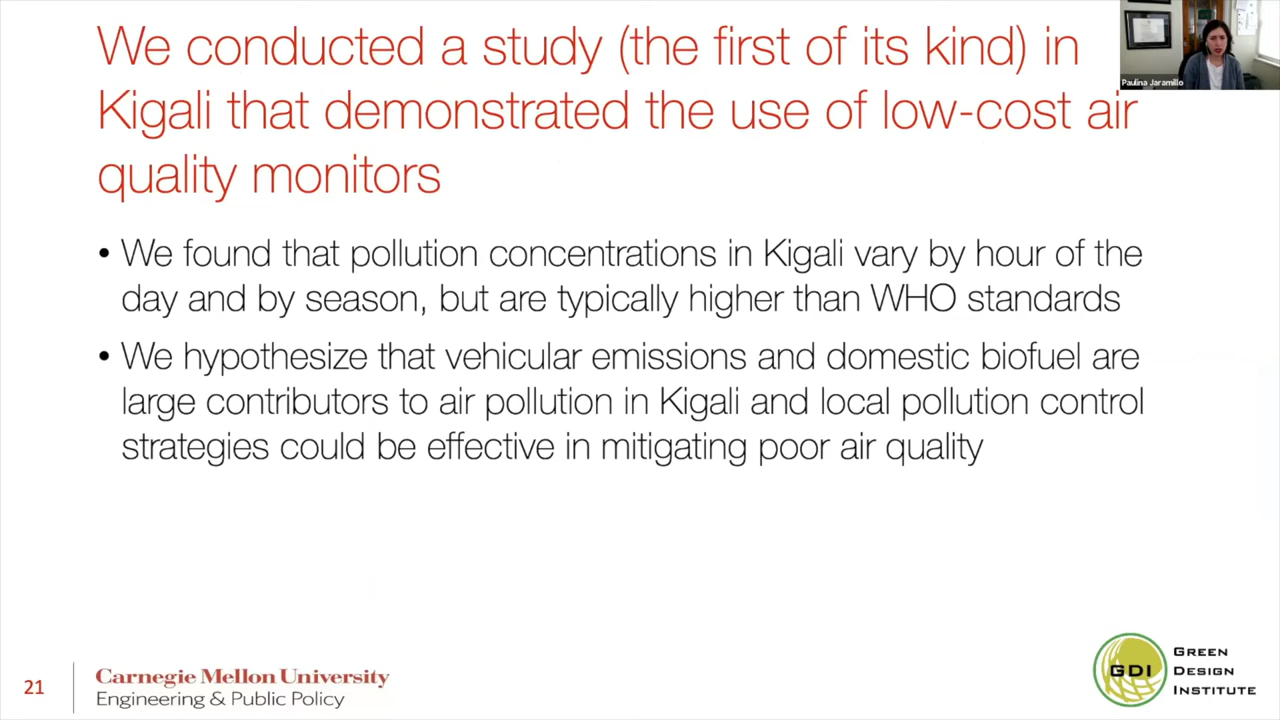 We conducted a study (the first of its kind) in
Kigali that demonstrated the use of low-cost air
quality monitors
Paulina Jaramillo
• We found that pollution concentrations in Kigali vary by hour of the
day and by season, but are typically higher than WHO standards
• We hypothesize that vehicular emissions and domestic biofuel are
large contributors to air pollution in Kigali and local pollution control
strategies could be effective in mitigating poor air quality
21
Carnegie Mellon University
Engineering & Public Policy
GDI
GREEN
DESIGN
INSTITUTE